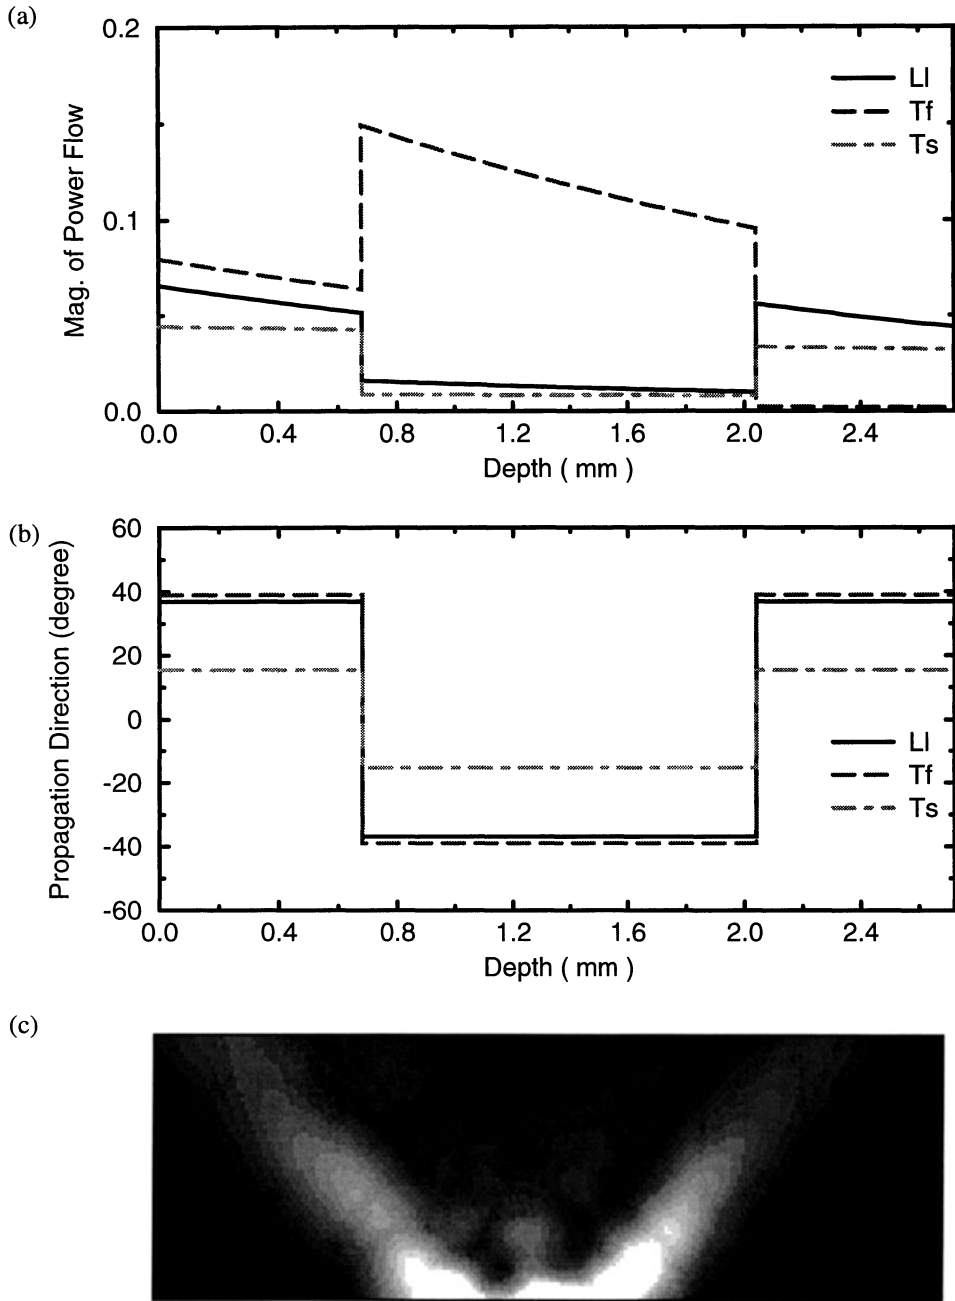 (a)
0.2
0.1
0.0
Mag. of Power Flow
Ll
Tf
Ts
0.0 0.4 0.8 1.2 1.6 2.0 2.4
Depth ( mm )
(b)
60
40
20
0
-20
-40
-60
Propagation Direction (degree)
Ll
Tf
Ts
0.0 0.4 0.8 1.2 1.6 2.0 2.4
Depth ( mm )
(c)